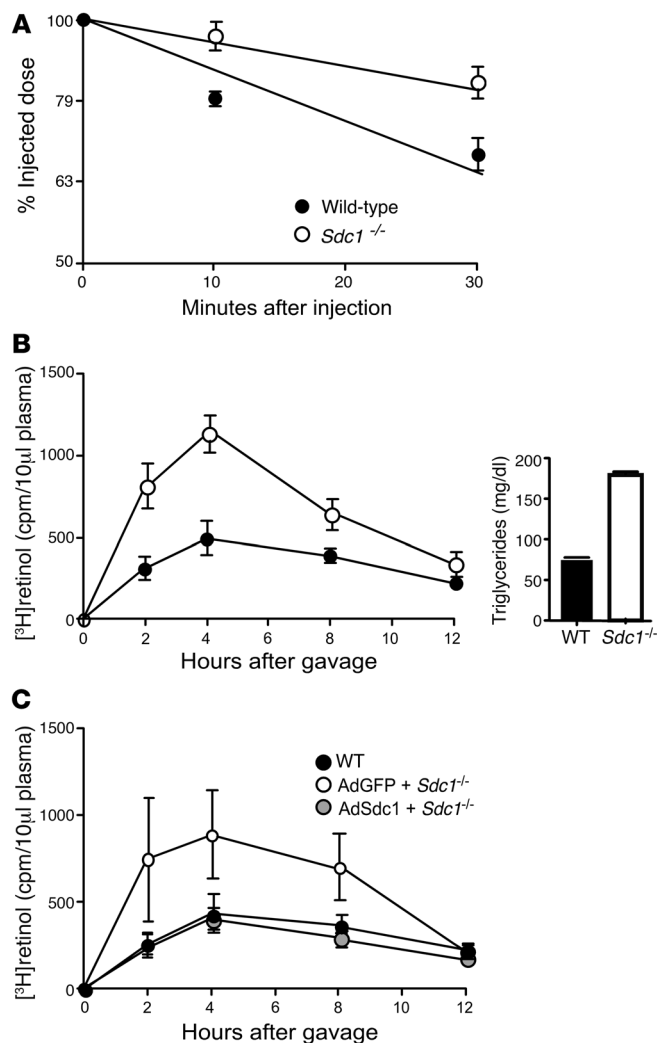 A
% Injected dose
100
79
63
50
0
10
20
30
Minutes after injection
Wild-type
Sdc1 -/-
B
[³H]retinol (cpm/10µl plasma)
1500
1000
500
0
0
2
4
6
8
10
12
Hours after gavage
Triglycerides (mg/dl)
200
150
100
50
0
WT
Sdc1-/-
C
[³H]retinol (cpm/10µl plasma)
1500
1000
500
0
0
2
4
6
8
10
12
Hours after gavage
WT
AdGFP + Sdc1-/-
AdSdc1 + Sdc1-/-